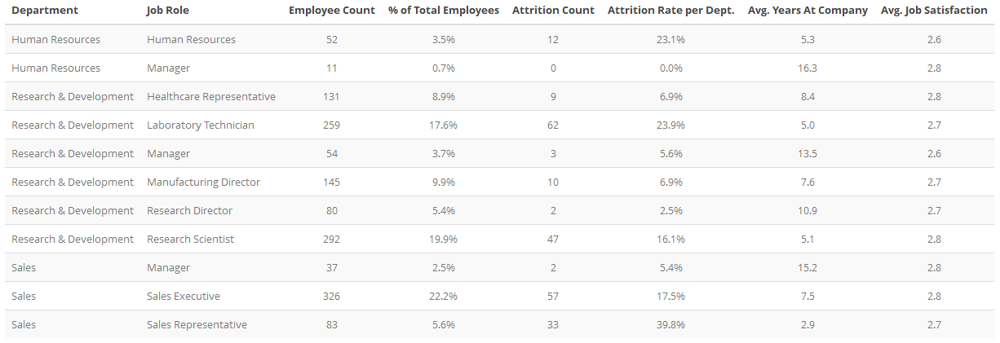 Department Job Role Employee Count % of Total Employees Attrition Count Attrition Rate per Dept. Avg. Years At Company Avg. Job Satisfaction
Human Resources Human Resources 52 3.5% 12 23.1% 5.3 2.6
Human Resources Manager 11 0.7% 0 0.0% 16.3 2.8
Research & Development Healthcare Representative 131 8.9% 9 6.9% 8.4 2.8
Research & Development Laboratory Technician 259 17.6% 62 23.9% 5.0 2.7
Research & Development Manager 54 3.7% 3 5.6% 13.5 2.6
Research & Development Manufacturing Director 145 9.9% 10 6.9% 7.6 2.7
Research & Development Research Director 80 5.4% 2 2.5% 10.9 2.7
Research & Development Research Scientist 292 19.9% 47 16.1% 5.1 2.8
Sales Manager 37 2.5% 2 5.4% 15.2 2.8
Sales Sales Executive 326 22.2% 57 17.5% 7.5 2.8
Sales Sales Representative 83 5.6% 33 39.8% 2.9 2.7